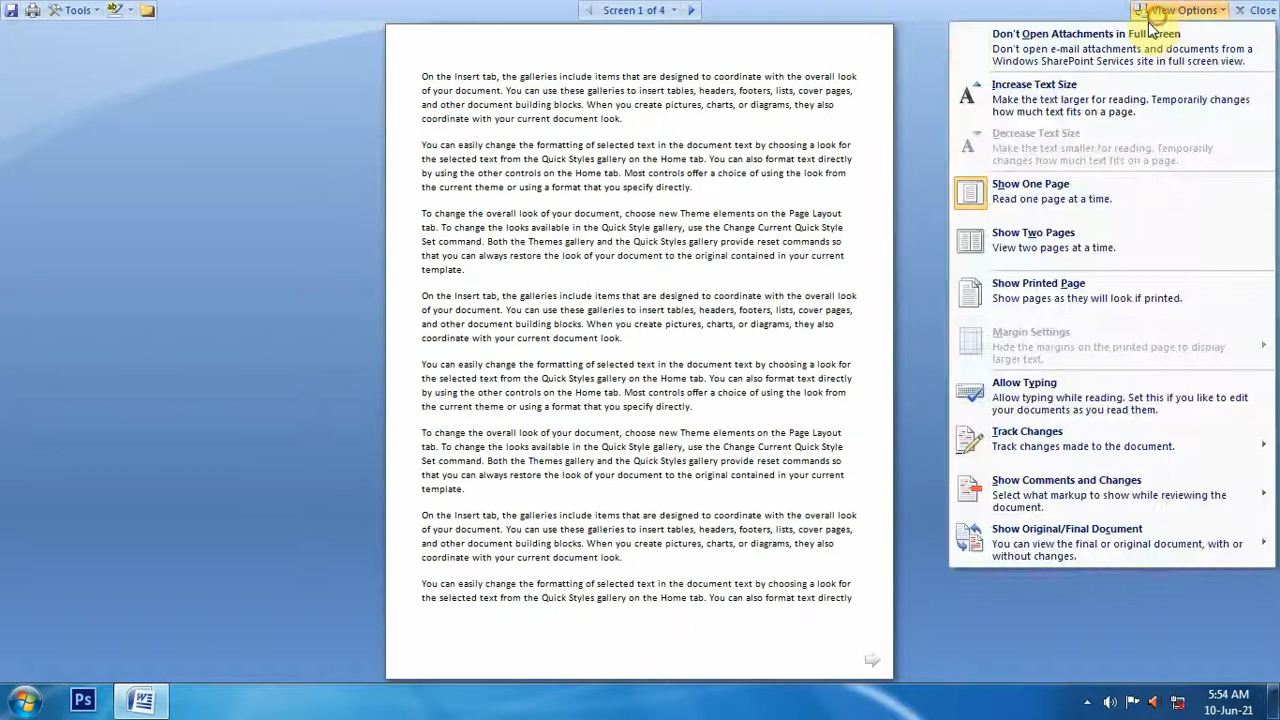 Tools
Screen 1 of 4
View Options
Close
On the Insert tab, the galleries include items that are designed to coordinate with the overall look
of your document. You can use these galleries to insert tables, headers, footers, lists, cover pages,
and other document building blocks. When you create pictures, charts, or diagrams, they also
coordinate with your current document look.
You can easily change the formatting of selected text in the document text by choosing a look for
the selected text from the Quick Styles gallery on the Home tab. You can also format text directly
by using the other controls on the Home tab. Most controls offer a choice of using the look from
the current theme or using a format that you specify directly.
To change the overall look of your document, choose new Theme elements on the Page Layout
tab. To change the looks available in the Quick Style gallery, use the Change Current Quick Style
Set command. Both the Themes gallery and the Quick Styles gallery provide reset commands so
that you can always restore the look of your document to the original contained in your current
template.
On the Insert tab, the galleries include items that are designed to coordinate with the overall look
of your document. You can use these galleries to insert tables, headers, footers, lists, cover pages,
and other document building blocks. When you create pictures, charts, or diagrams, they also
coordinate with your current document look.
You can easily change the formatting of selected text in the document text by choosing a look for
the selected text from the Quick Styles gallery on the Home tab. You can also format text directly
by using the other controls on the Home tab. Most controls offer a choice of using the look from
the current theme or using a format that you specify directly.
To change the overall look of your document, choose new Theme elements on the Page Layout
tab. To change the looks available in the Quick Style gallery, use the Change Current Quick Style
Set command. Both the Themes gallery and the Quick Styles gallery provide reset commands so
that you can always restore the look of your document to the original contained in your current
template.
On the Insert tab, the galleries include items that are designed to coordinate with the overall look
of your document. You can use these galleries to insert tables, headers, footers, lists, cover pages,
and other document building blocks. When you create pictures, charts, or diagrams, they also
coordinate with your current document look.
You can easily change the formatting of selected text in the document text by choosing a look for
the selected text from the Quick Styles gallery on the Home tab. You can also format text directly
Don't Open Attachments in Full Screen
Don't open e-mail attachments and documents from a
Windows SharePoint Services site in full screen view.
Increase Text Size
Make the text larger for reading. Temporarily changes
how much text fits on a page.
Decrease Text Size
Make the text smaller for reading. Temporarily
changes how much text fits on a page.
Show One Page
Read one page at a time.
Show Two Pages
View two pages at a time.
Show Printed Page
Show pages as they will look if printed.
Margin Settings
Hide the margins on the printed page to display
larger text.
Allow Typing
Allow typing while reading. Set this if you like to edit
your documents as you read them.
Track Changes
Track changes made to the document.
Show Comments and Changes
Select what markup to show while reviewing the
document.
Show Original/Final Document
You can view the final or original document, with or
without changes.
Ps
W
5:54 AM
10-Jun-21